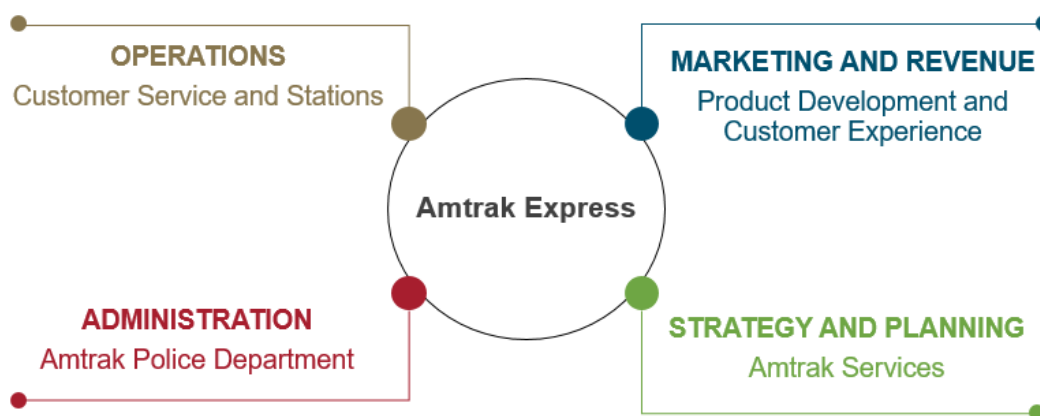 OPERATIONS
Customer Service and Stations
MARKETING AND REVENUE
Product Development and
Customer Experience
Amtrak Express
ADMINISTRATION
Amtrak Police Department
STRATEGY AND PLANNING
Amtrak Services